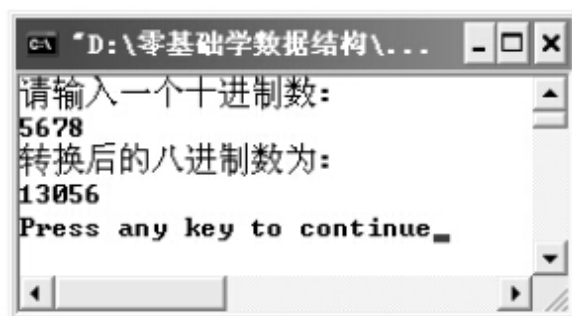 "D:\零基础学数据结构\...
请输入一个十进制数:
5678
转换后的八进制数为:
13056
Press any key to continue_